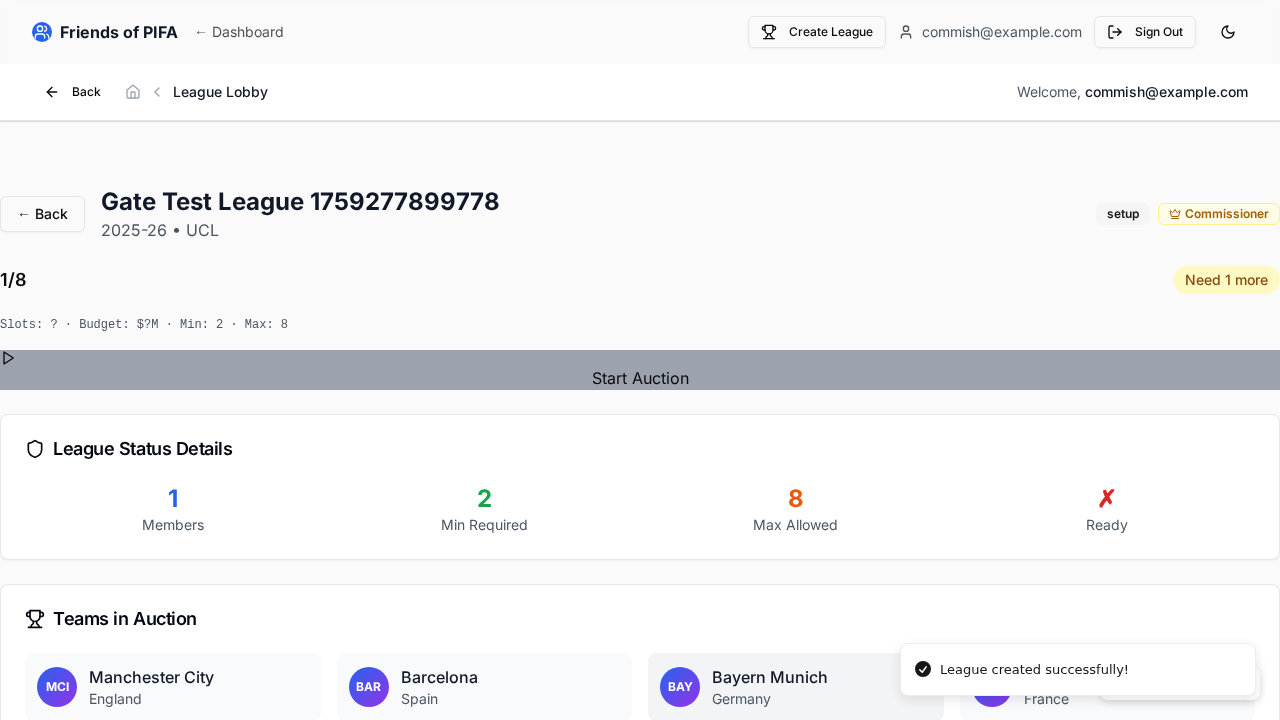 Friends of PIFA ← Dashboard Create League commish@example.com Sign Out
Back League Lobby Welcome, commish@example.com
← Back
Gate Test League 1759277899778
2025-26 • UCL
setup Commissioner
1/8 Need 1 more
Slots: ? · Budget: $?M · Min: 2 · Max: 8
Start Auction
League Status Details
1 2 8 ✗
Members Min Required Max Allowed Ready
Teams in Auction
MCI Manchester City BAR Barcelona BAY Bayern Munich
England Spain Germany France
League created successfully!